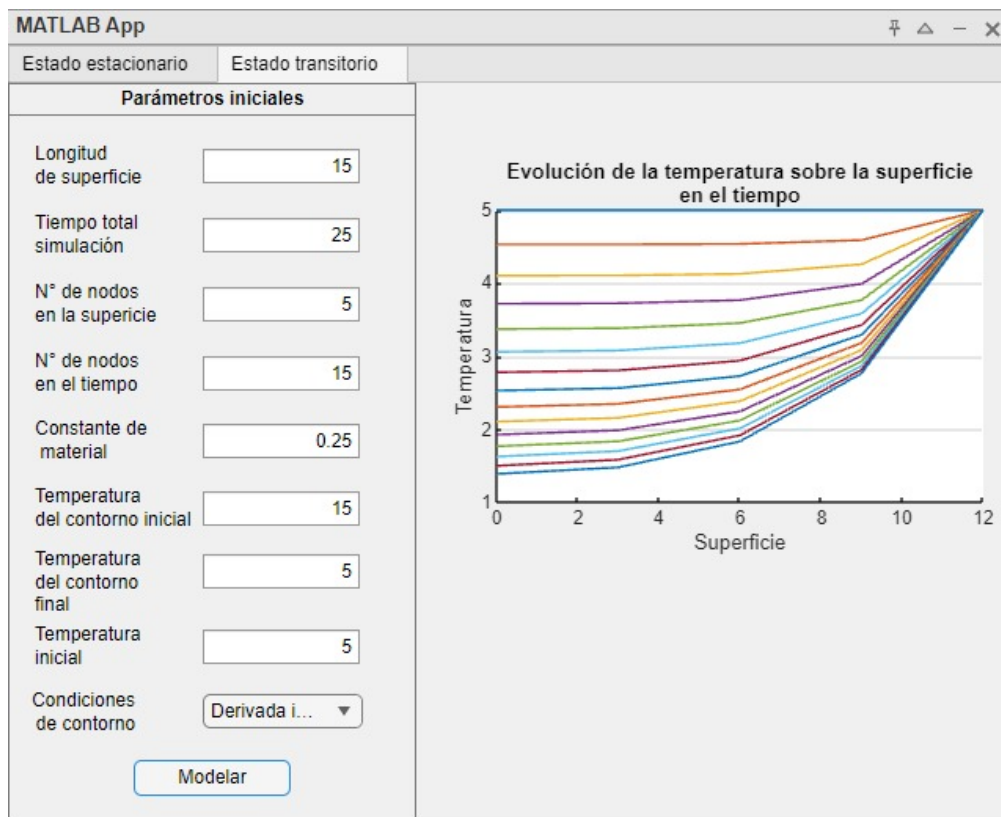 MATLAB App
Estado estacionario
Estado transitorio
Parámetros iniciales
Longitud
de superficie
15
Tiempo total
simulación
25
N° de nodos
en la supericie
5
N° de nodos
en el tiempo
15
Constante de
material
0.25
Temperatura
del contorno inicial
15
Temperatura
del contorno
final
5
Temperatura
inicial
5
Condiciones
de contorno
Derivada i...
Modelar
Evolución de la temperatura sobre la superficie
en el tiempo
5
4
3
2
1
Temperatura
0 2 4 6 8 10 12
Superficie